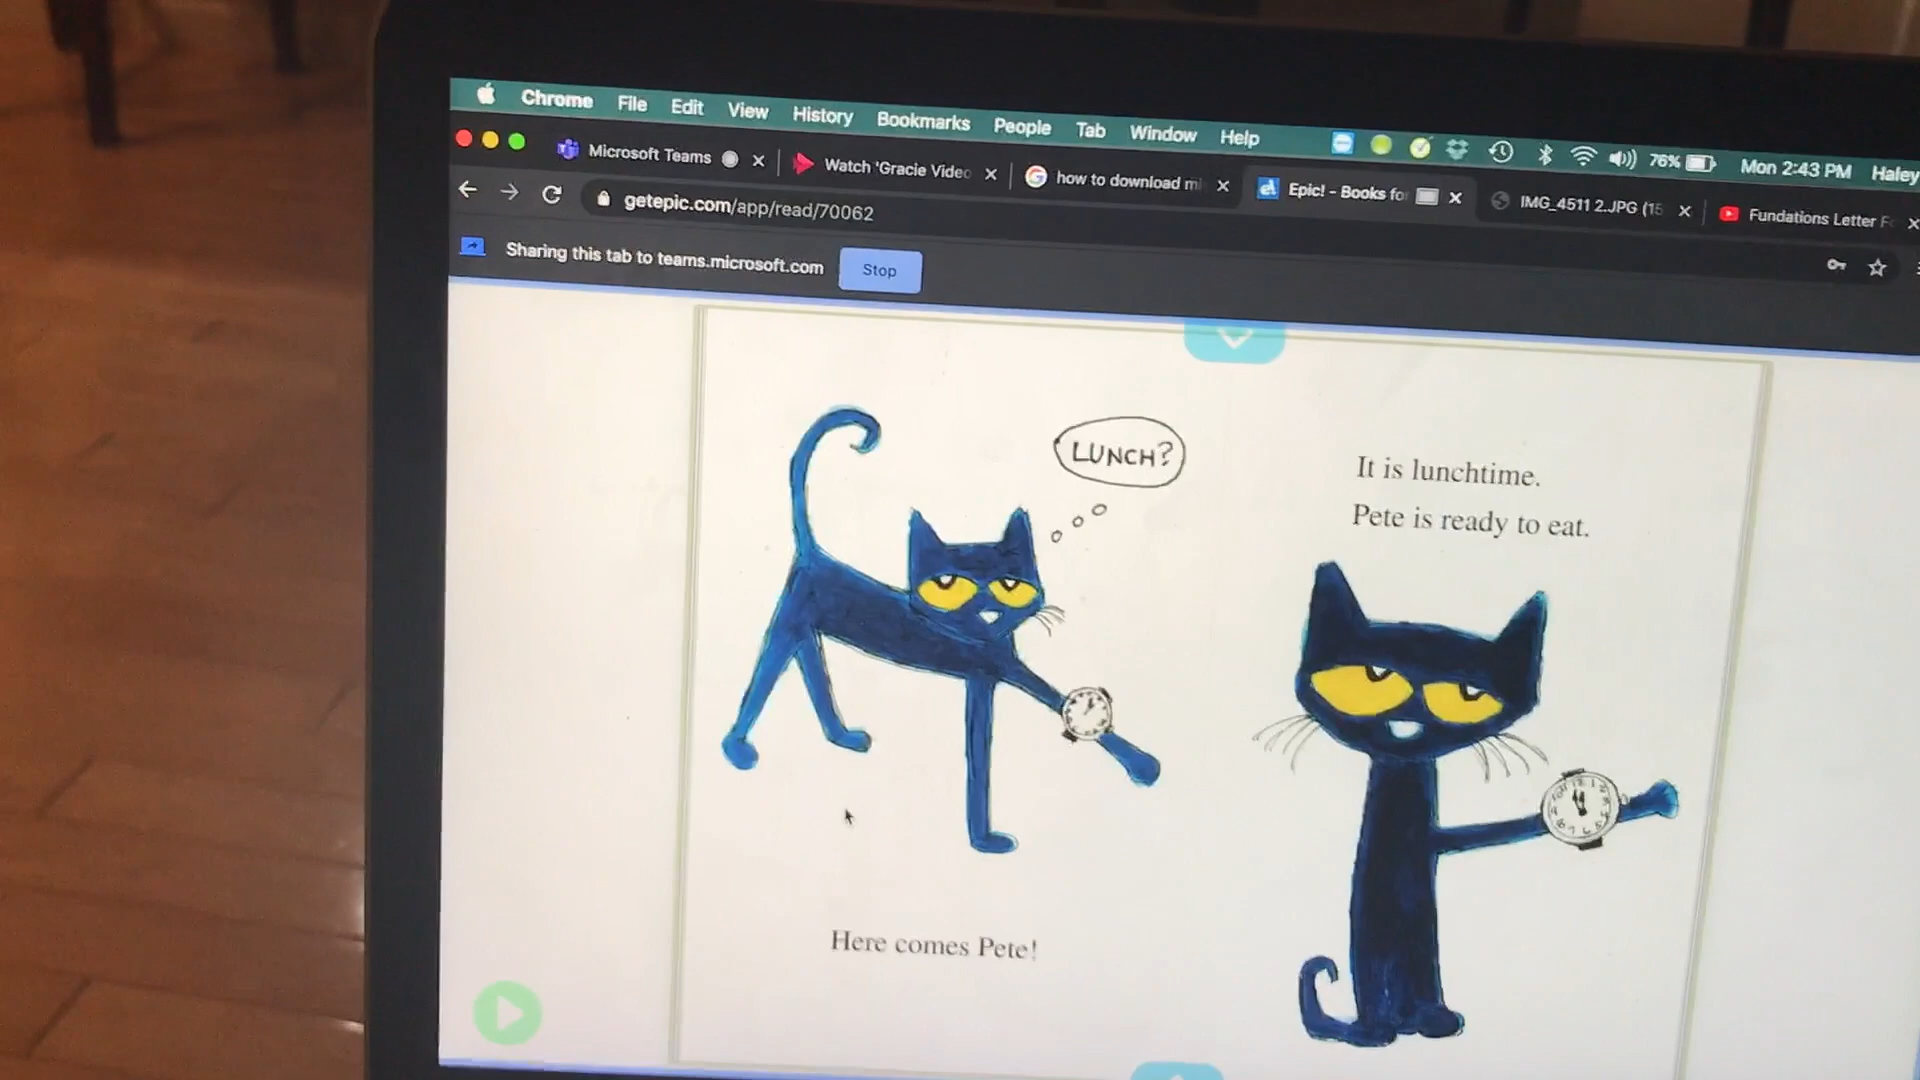 Chrome File Edit View History Bookmarks People Tab Window Help 76% Mon 2:43 PM Haley
Microsoft Teams
Watch 'Gracie Video
how to download mi
Epic! - Books for
IMG_4511 2.JPG (15
Fundations Letter F
getepic.com/app/read/70062
Sharing this tab to teams.microsoft.com Stop
LUNCH?
Here comes Pete!
It is lunchtime.
Pete is ready to eat.